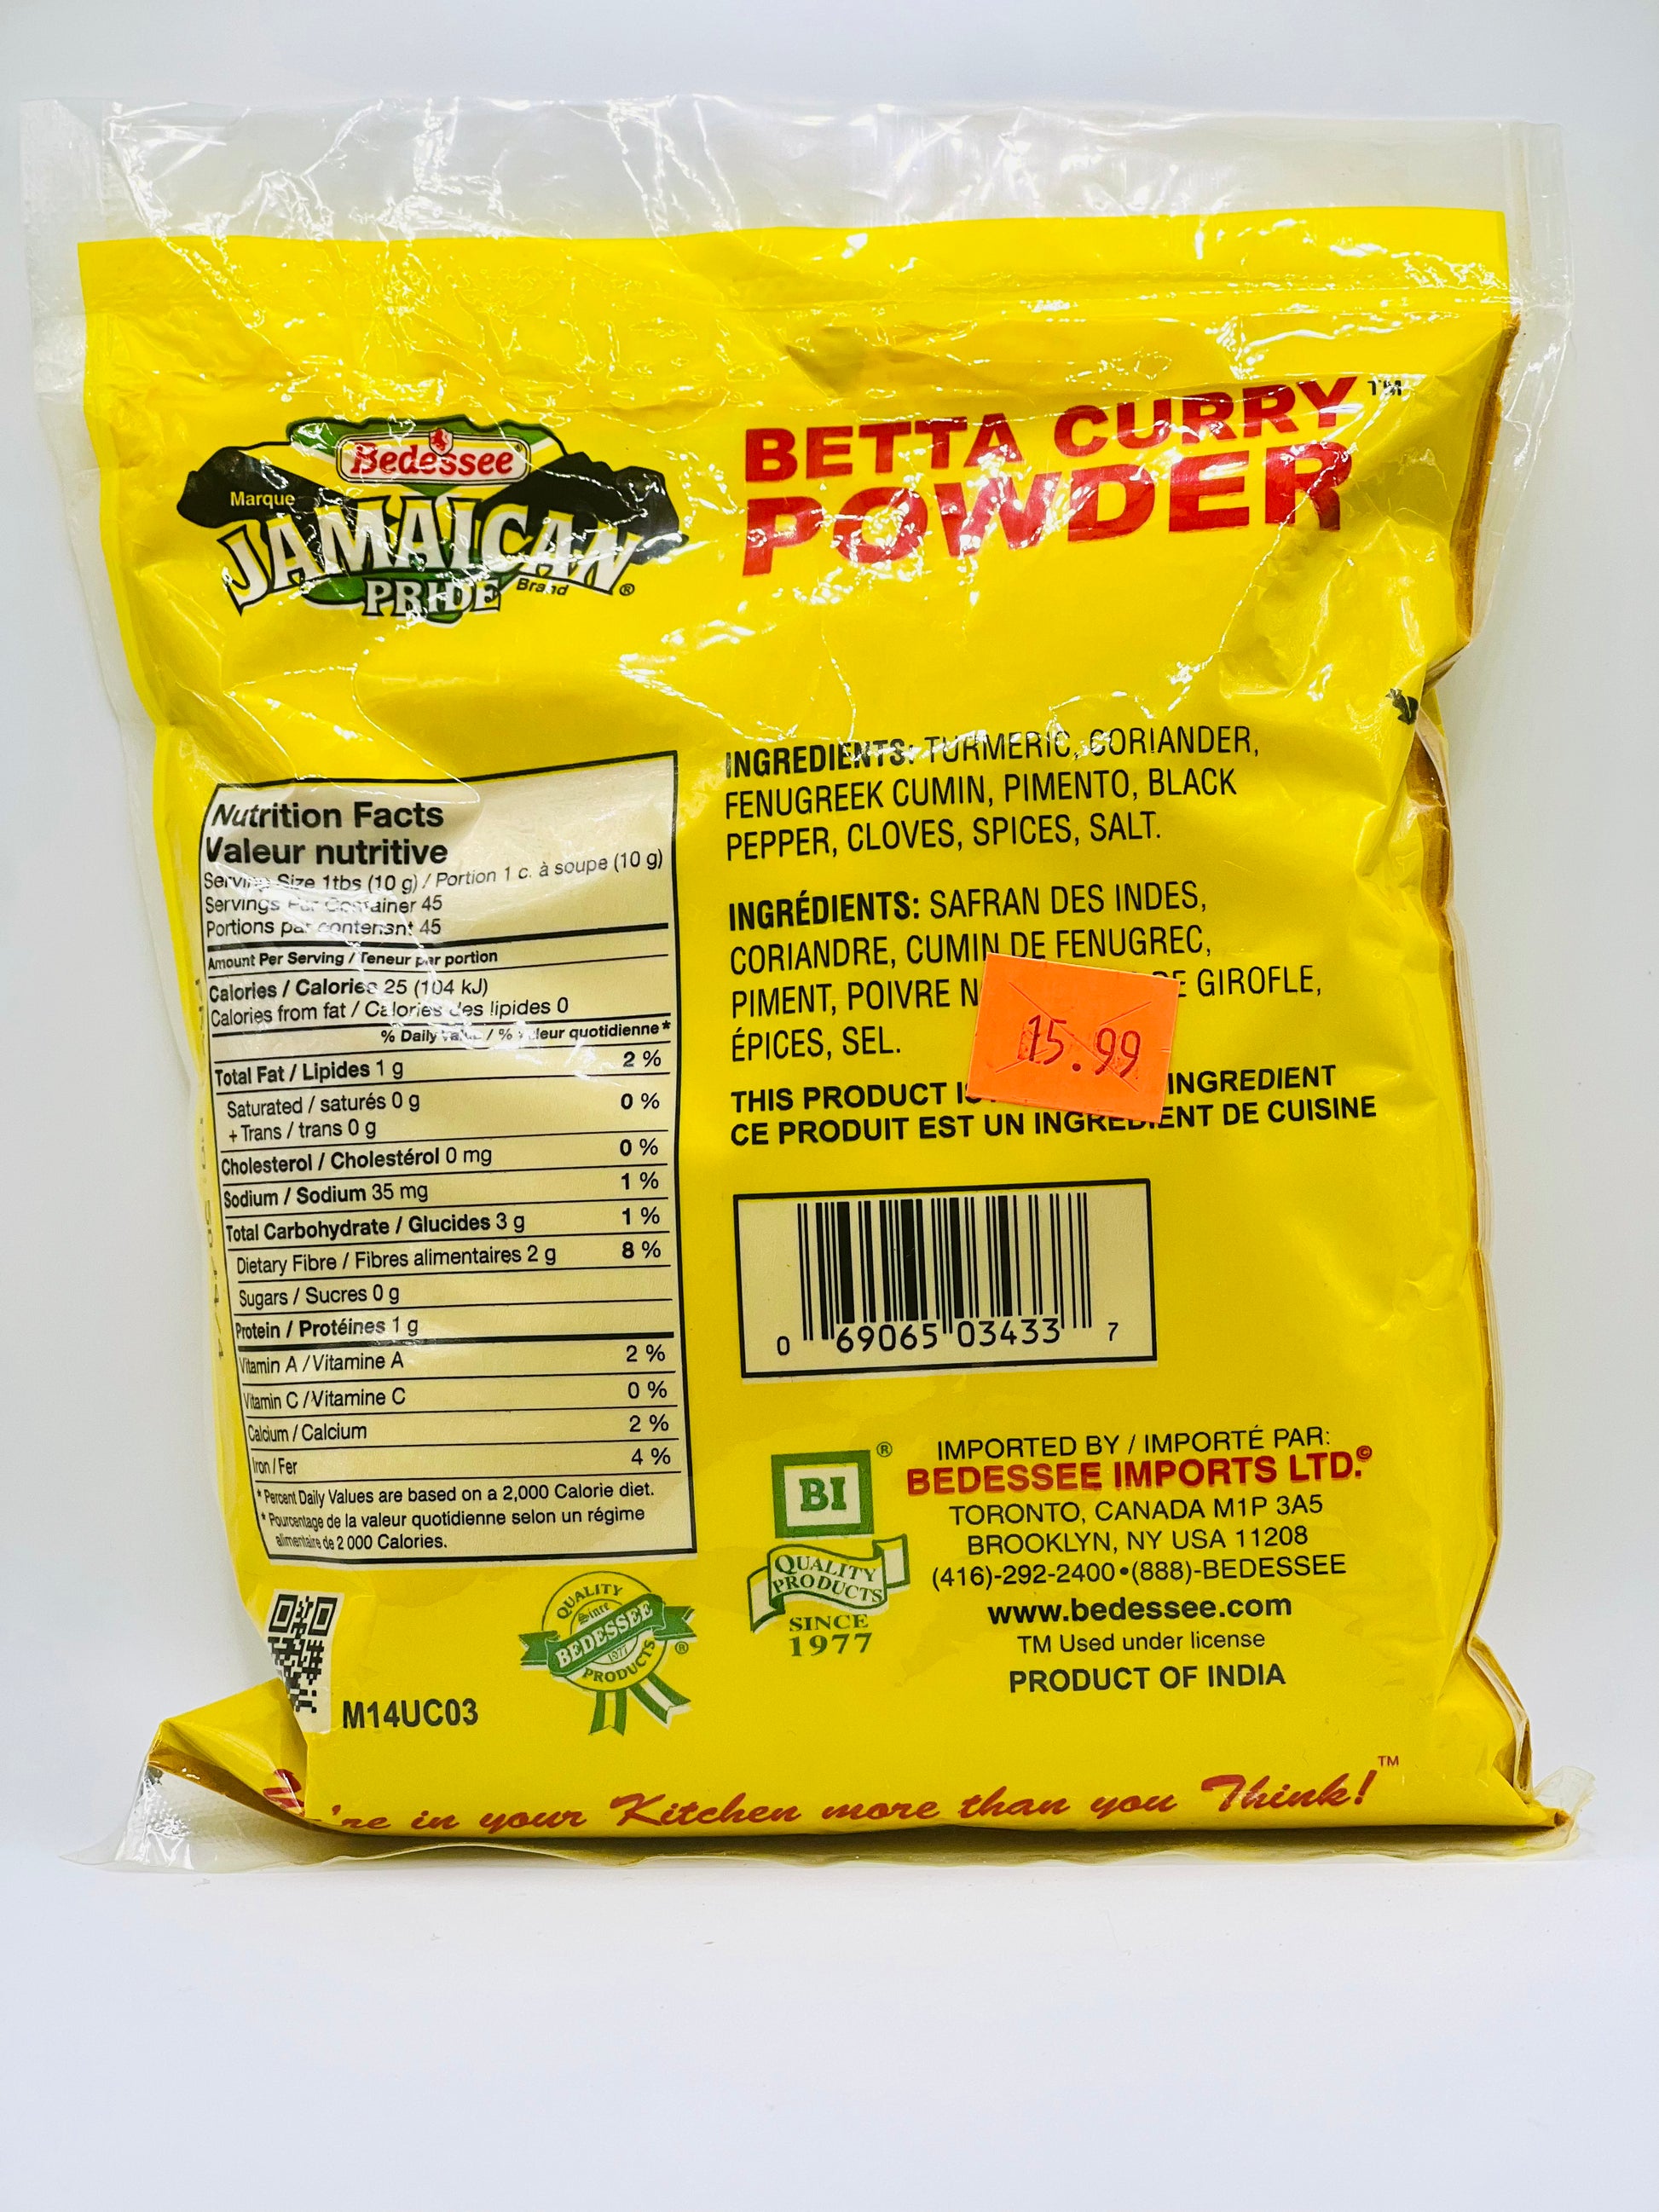 Bedessee
Marque
JAMAICAN
PRIDE Brand ®
BETTA CURRY ™
POWDER
Nutrition Facts
Valeur nutritive
Serving Size 1tbs (10 g) / Portion 1 c. à soupe (10 g)
Servings Per Container 45
Portions par contenant 45
Amount Per Serving / Teneur par portion
Calories / Calories 25 (104 kJ)
Calories from fat / Calories des lipides 0
% Daily Value / % valeur quotidienne*
Total Fat / Lipides 1 g 2 %
Saturated / saturés 0 g 0 %
+ Trans / trans 0 g
Cholesterol / Cholestérol 0 mg 0 %
Sodium / Sodium 35 mg 1 %
Total Carbohydrate / Glucides 3 g 1 %
Dietary Fibre / Fibres alimentaires 2 g 8 %
Sugars / Sucres 0 g
Protein / Protéines 1 g
Vitamin A / Vitamine A 2 %
Vitamin C / Vitamine C 0 %
Calcium / Calcium 2 %
Iron / Fer 4 %
* Percent Daily Values are based on a 2,000 Calorie diet.
* Pourcentage de la valeur quotidienne selon un régime
alimentaire de 2 000 Calories.
INGREDIENTS: TURMERIC, CORIANDER,
FENUGREEK CUMIN, PIMENTO, BLACK
PEPPER, CLOVES, SPICES, SALT.
INGRÉDIENTS: SAFRAN DES INDES,
CORIANDRE, CUMIN DE FENUGREC,
PIMENT, POIVRE GIROFLE,
ÉPICES, SEL.
15.99
THIS PRODUCT INGREDIENT
CE PRODUIT EST UN INGREDIENT DE CUISINE
0 69065 03433 7
BI ®
QUALITY
PRODUCTS
SINCE
1977
IMPORTED BY / IMPORTÉ PAR:
BEDESSEE IMPORTS LTD.©
TORONTO, CANADA M1P 3A5
BROOKLYN, NY USA 11208
(416)-292-2400•(888)-BEDESSEE
www.bedessee.com
TM Used under license
PRODUCT OF INDIA
QUALITY
Since
BEDESSEE
1977
PRODUCTS ®
M14UC03
're in your Kitchen more than you Think! ™